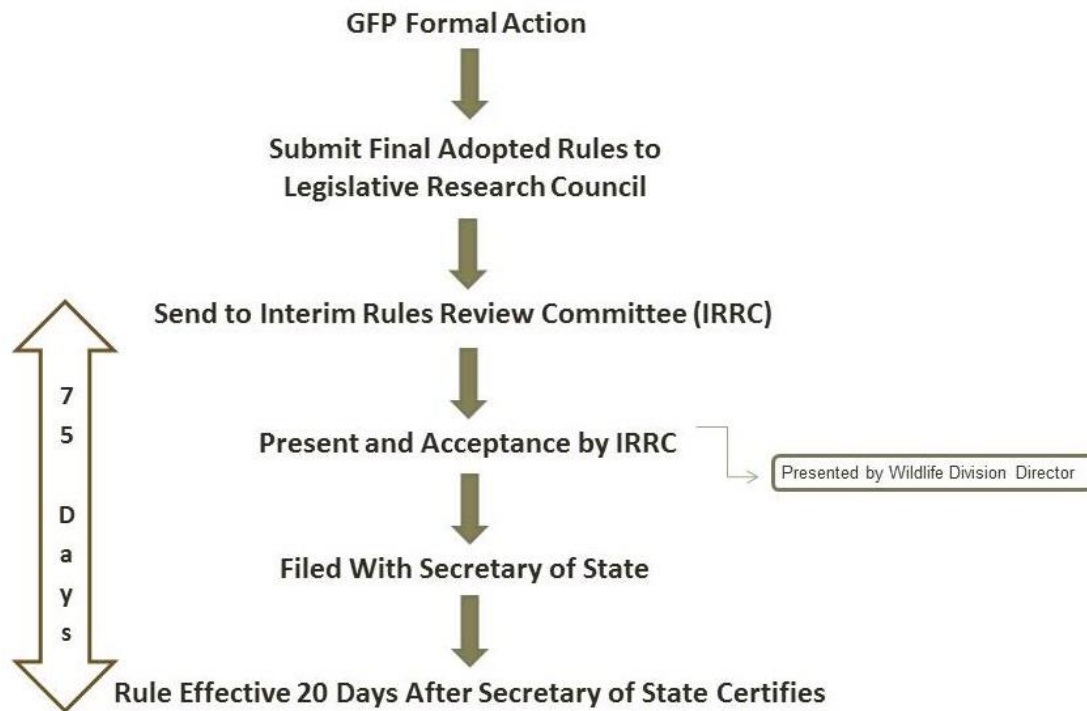 GFP Formal Action
Submit Final Adopted Rules to
Legislative Research Council
Send to Interim Rules Review Committee (IRRC)
75 Days
Present and Acceptance by IRRC
Presented by Wildlife Division Director
Filed With Secretary of State
Rule Effective 20 Days After Secretary of State Certifies